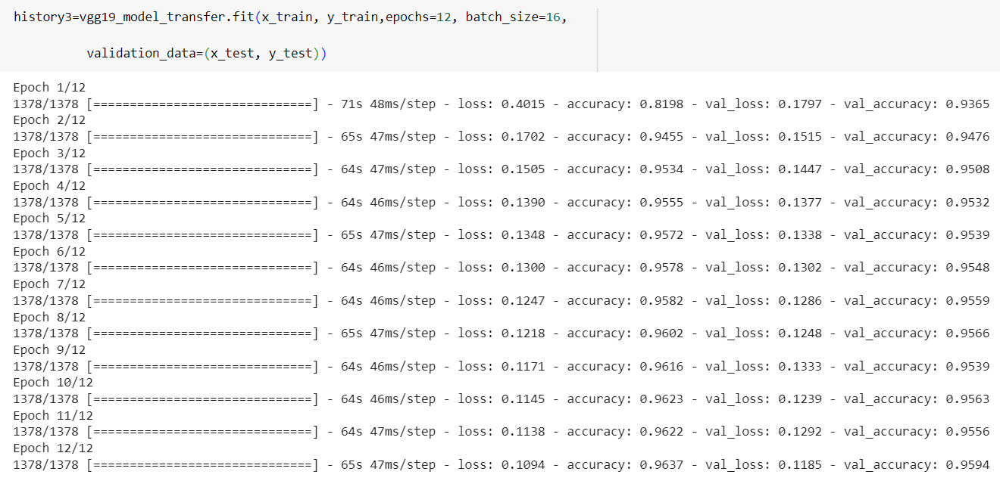 history3=vgg19_model_transfer.fit(x_train, y_train,epochs=12, batch_size=16,
validation_data=(x_test, y_test))
Epoch 1/12
1378/1378 [==============================] - 71s 48ms/step - loss: 0.4015 - accuracy: 0.8198 - val_loss: 0.1797 - val_accuracy: 0.9365
Epoch 2/12
1378/1378 [==============================] - 65s 47ms/step - loss: 0.1702 - accuracy: 0.9455 - val_loss: 0.1515 - val_accuracy: 0.9476
Epoch 3/12
1378/1378 [==============================] - 64s 47ms/step - loss: 0.1505 - accuracy: 0.9534 - val_loss: 0.1447 - val_accuracy: 0.9508
Epoch 4/12
1378/1378 [==============================] - 64s 46ms/step - loss: 0.1390 - accuracy: 0.9555 - val_loss: 0.1377 - val_accuracy: 0.9532
Epoch 5/12
1378/1378 [==============================] - 65s 47ms/step - loss: 0.1348 - accuracy: 0.9572 - val_loss: 0.1338 - val_accuracy: 0.9539
Epoch 6/12
1378/1378 [==============================] - 64s 46ms/step - loss: 0.1300 - accuracy: 0.9578 - val_loss: 0.1302 - val_accuracy: 0.9548
Epoch 7/12
1378/1378 [==============================] - 64s 46ms/step - loss: 0.1247 - accuracy: 0.9582 - val_loss: 0.1286 - val_accuracy: 0.9559
Epoch 8/12
1378/1378 [==============================] - 65s 47ms/step - loss: 0.1218 - accuracy: 0.9602 - val_loss: 0.1248 - val_accuracy: 0.9566
Epoch 9/12
1378/1378 [==============================] - 64s 46ms/step - loss: 0.1171 - accuracy: 0.9616 - val_loss: 0.1333 - val_accuracy: 0.9539
Epoch 10/12
1378/1378 [==============================] - 64s 46ms/step - loss: 0.1145 - accuracy: 0.9623 - val_loss: 0.1239 - val_accuracy: 0.9563
Epoch 11/12
1378/1378 [==============================] - 64s 47ms/step - loss: 0.1138 - accuracy: 0.9622 - val_loss: 0.1292 - val_accuracy: 0.9556
Epoch 12/12
1378/1378 [==============================] - 65s 47ms/step - loss: 0.1094 - accuracy: 0.9637 - val_loss: 0.1185 - val_accuracy: 0.9594